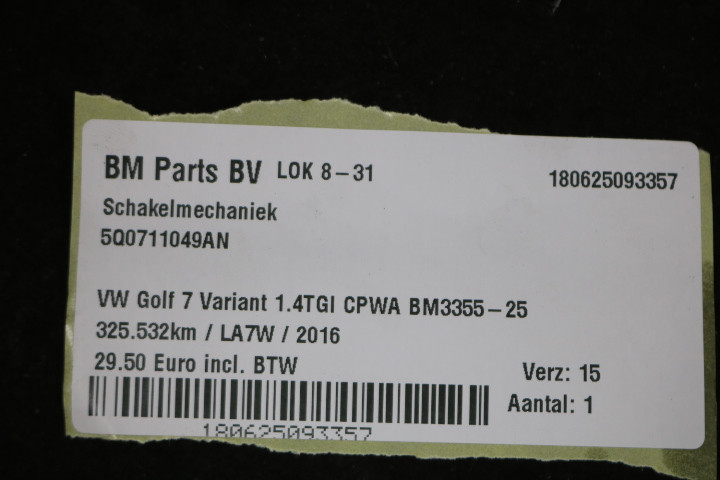 BM Parts BV LOK 8-31 180625093357
Schakelmechaniek
5Q0711049AN
VW Golf 7 Variant 1.4TGI CPWA BM3355-25
325.532km / LA7W / 2016
29.50 Euro incl. BTW
Verz: 15
Aantal: 1
180625093357